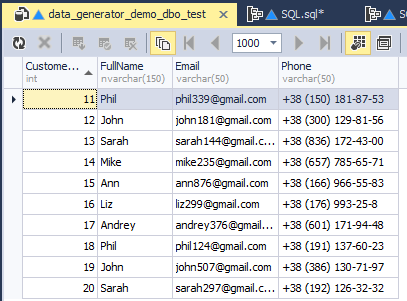 data_generator_demo_dbo_test SQL.sql*
1000
Custome... FullName Email Phone
int nvarchar(150) varchar(50) varchar(50)
11 Phil phil339@gmail.com +38 (150) 181-87-53
12 John john181@gmail.com +38 (300) 129-81-56
13 Sarah sarah144@gmail.c... +38 (836) 172-43-00
14 Mike mike235@gmail.com +38 (657) 785-65-71
15 Ann ann876@gmail.com +38 (166) 966-55-83
16 Liz liz299@gmail.com +38 (176) 993-25-8
17 Andrey andrey376@gmail.... +38 (601) 171-94-48
18 Phil phil124@gmail.com +38 (191) 137-60-23
19 John john507@gmail.com +38 (386) 130-71-97
20 Sarah sarah297@gmail.c... +38 (192) 126-32-32